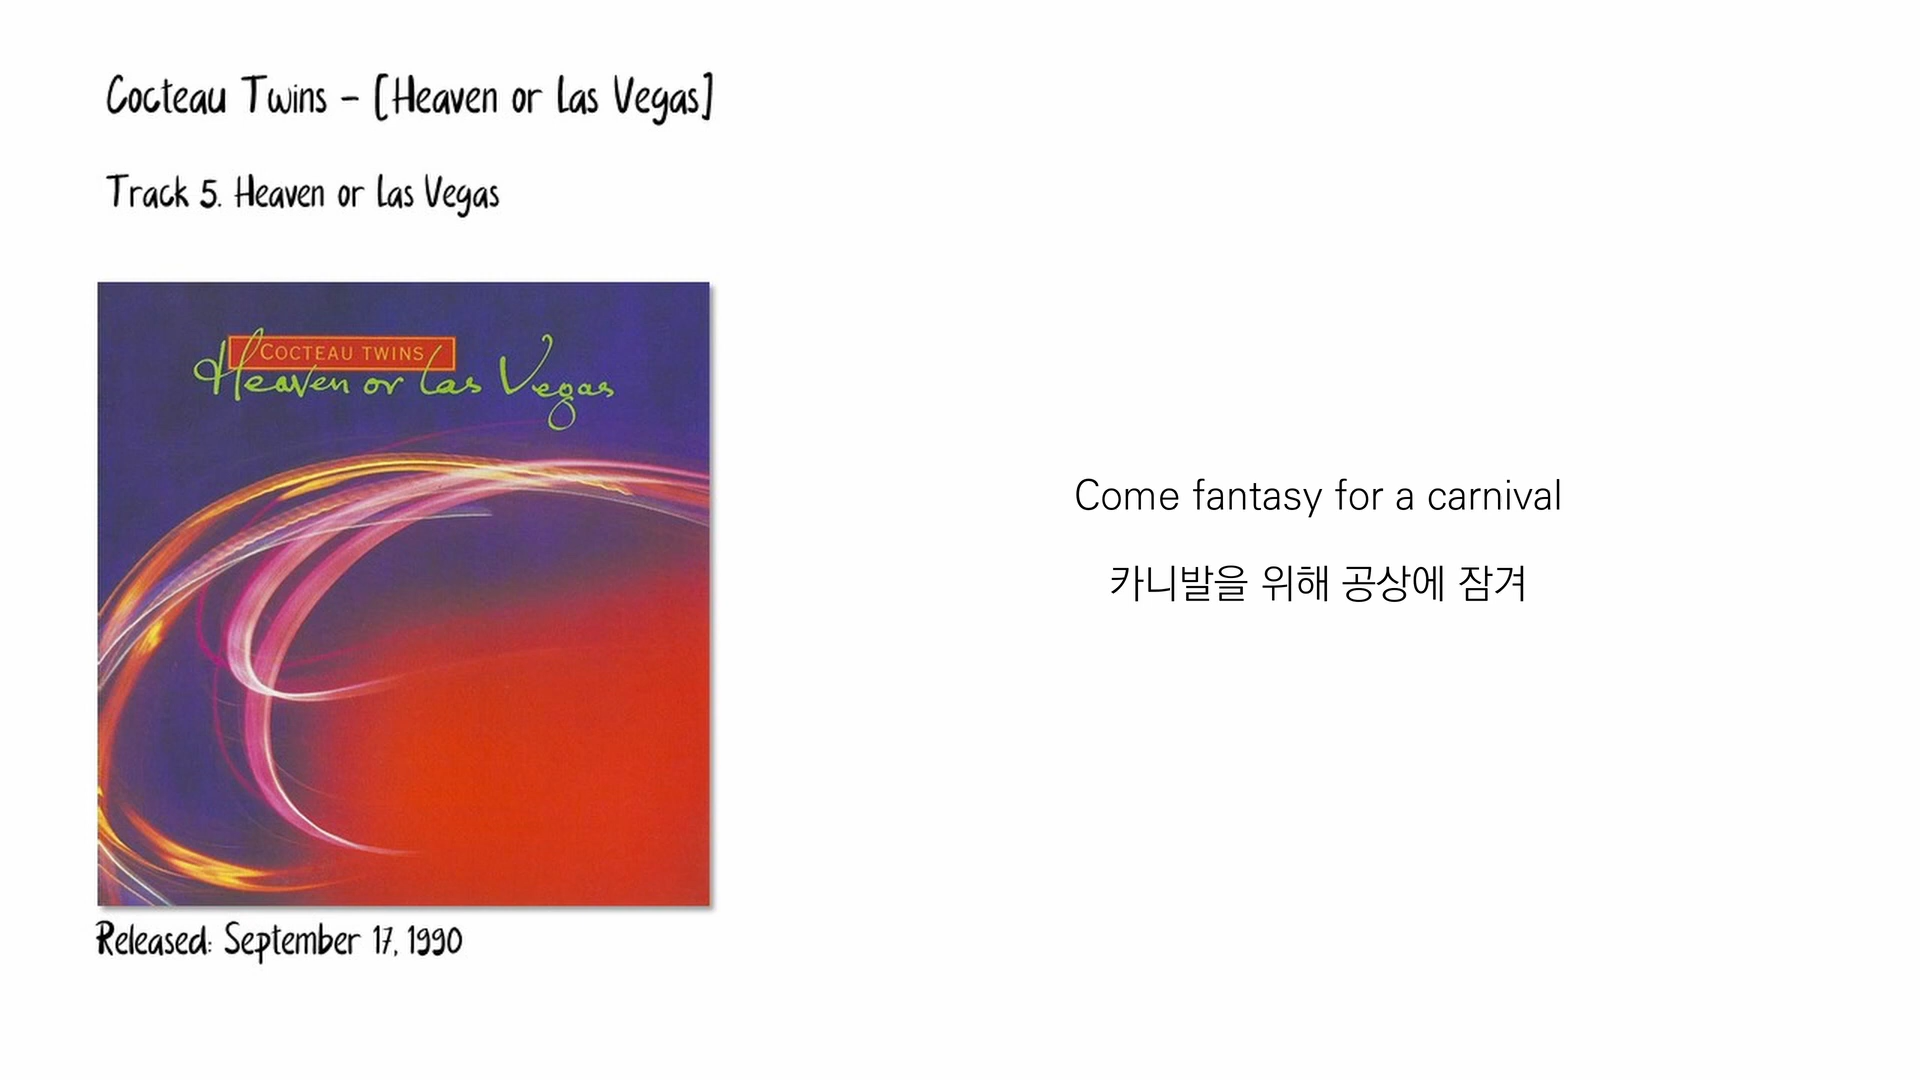 Cocteau Twins - [Heaven or Las Vegas]
Track 5. Heaven or Las Vegas
COCTEAU TWINS
Heaven or Las Vegas
Come fantasy for a carnival
카니발을 위해 공상에 잠겨
Released: September 17, 1990